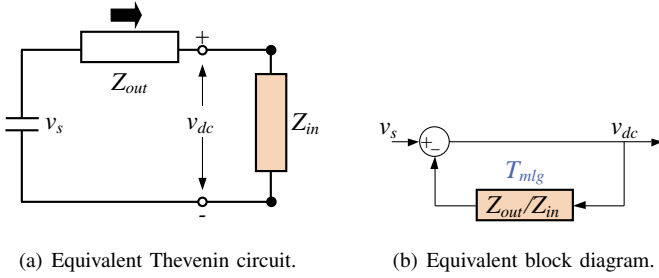 +
Z_out
v_s
v_dc
Z_in
-
(a) Equivalent Thevenin circuit.
v_s
+
−
v_dc
T_mlg
Z_out/Z_in
(b) Equivalent block diagram.